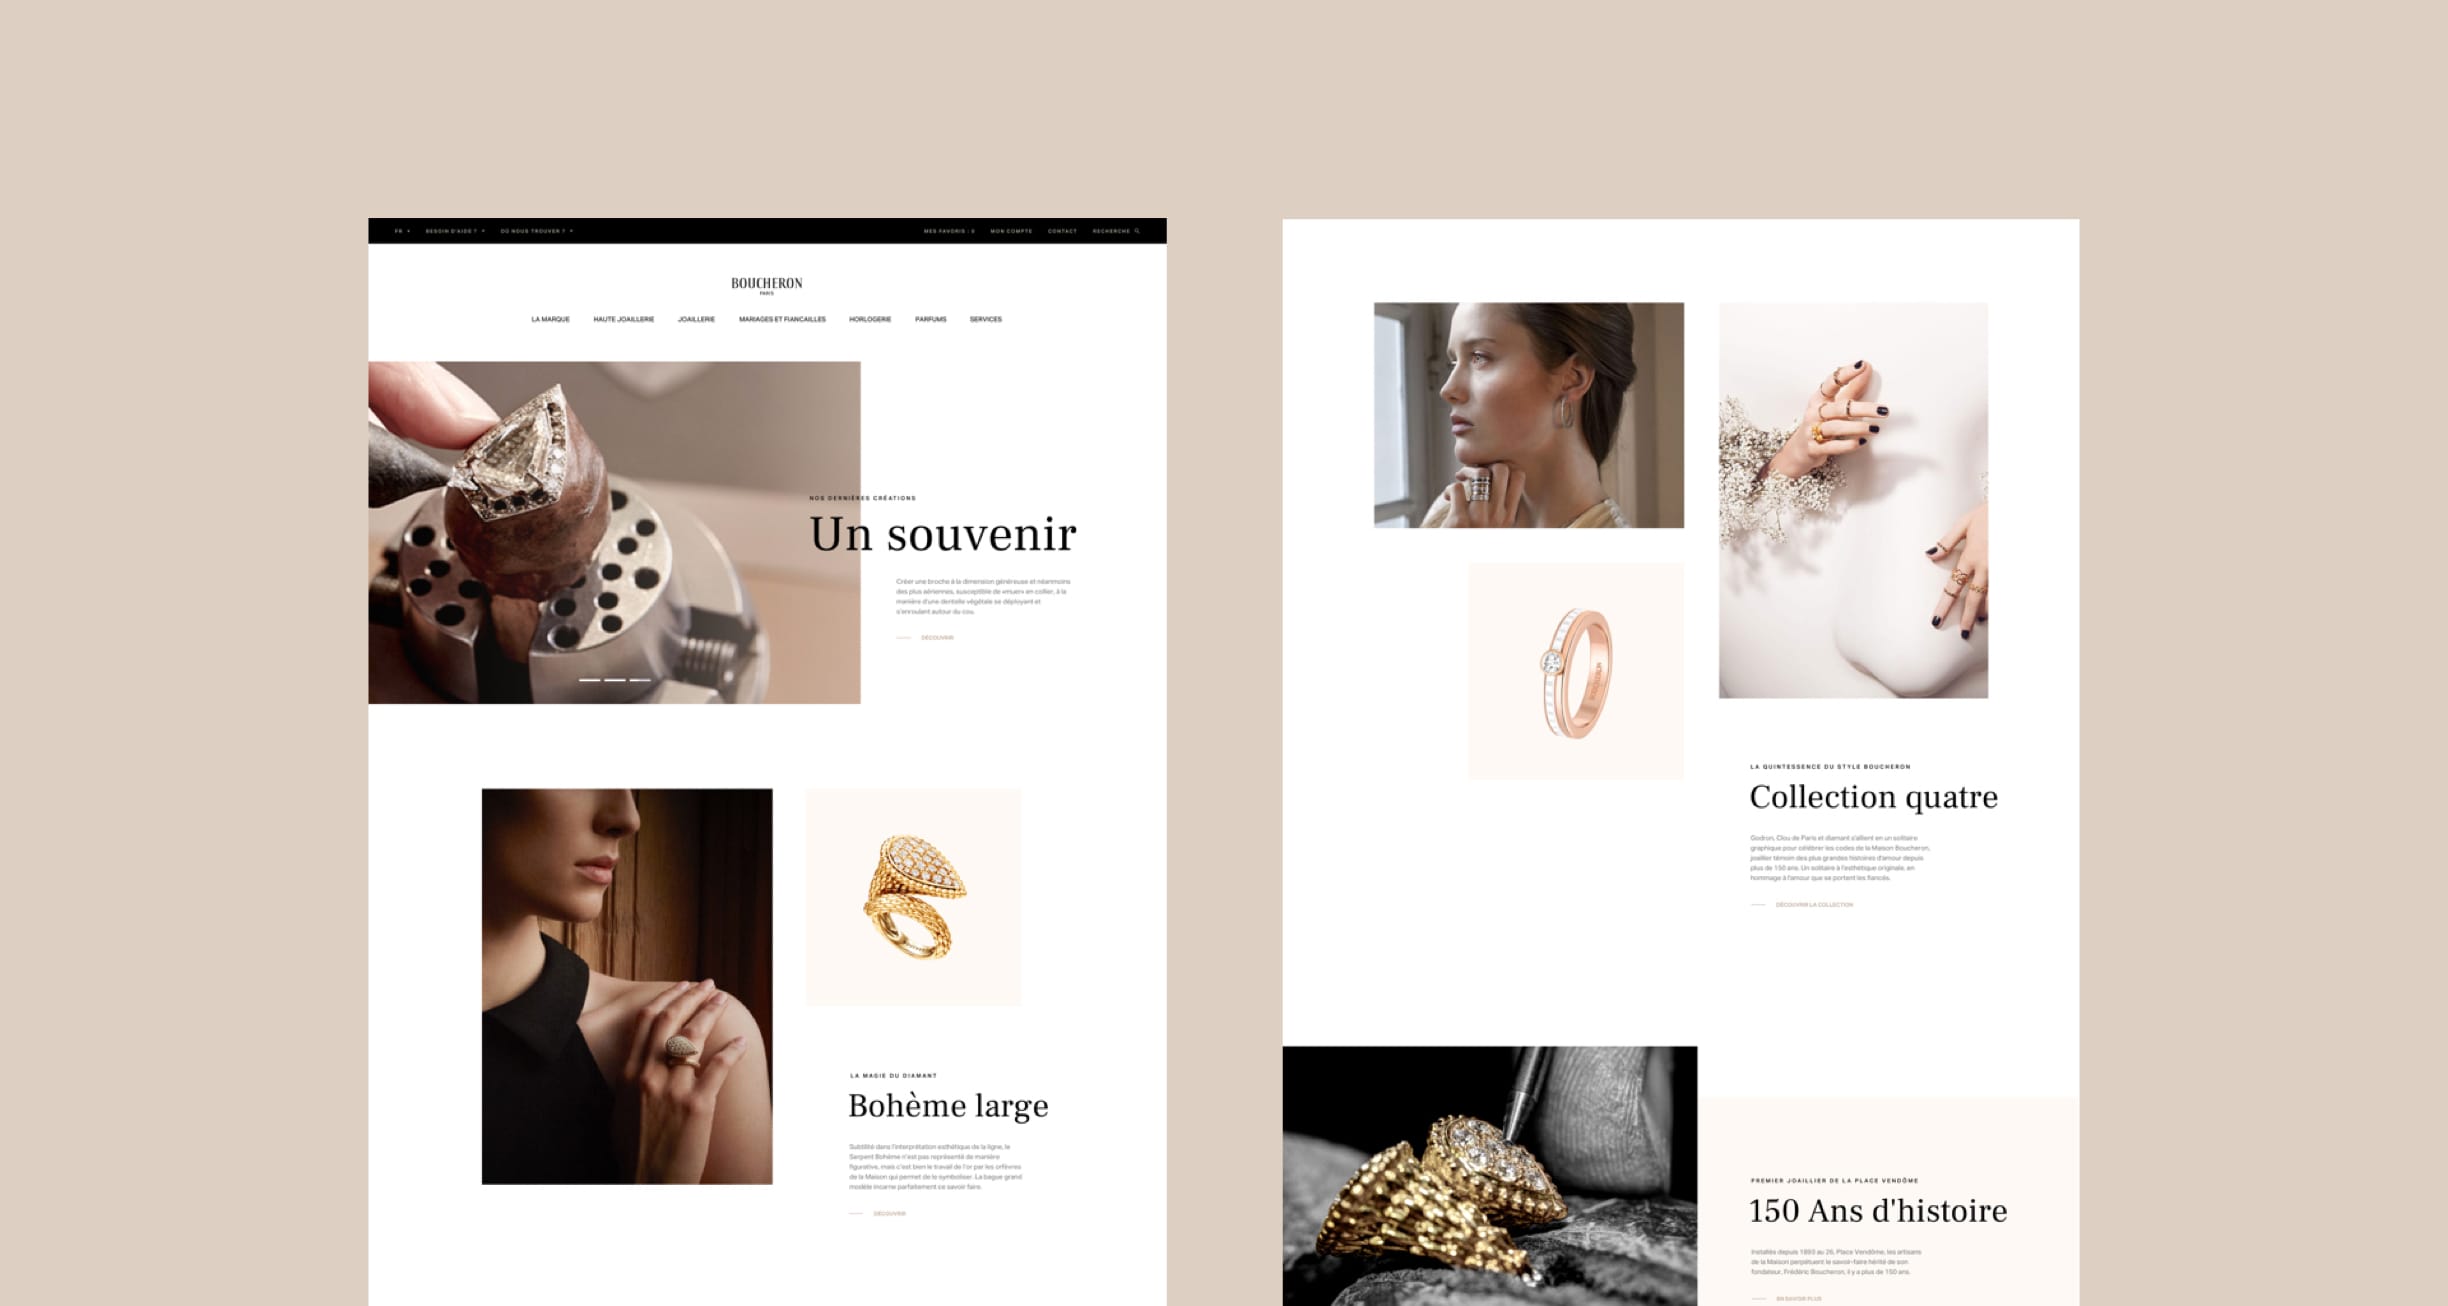 FR
BESOIN D'AIDE ?
OÙ NOUS TROUVER ?
MES FAVORIS : 0
MON COMPTE
CONTACT
RECHERCHE
BOUCHERON
PARIS
LA MARQUE
HAUTE JOAILLERIE
JOAILLERIE
MARIAGES ET FIANCAILLES
HORLOGERIE
PARFUMS
SERVICES
NOS DERNIÈRES CRÉATIONS
Un souvenir
Créer une broche à la dimension généreuse et néanmoins
des plus aériennes, susceptible de «muer» en collier, à la
manière d'une dentelle végétale se déployant et
s'enroulant autour du cou.
DÉCOUVRIR
LA MAGIE DU DIAMANT
Bohème large
Subtilité dans l'interprétation esthétique de la ligne, le
Serpent Bohème n'est pas représenté de manière
figurative, mais c'est bien le travail de l'or par les orfèvres
de la Maison qui permet de le symboliser. La bague grand
modèle incarne parfaitement ce savoir faire.
DÉCOUVRIR
BOUCHERON
LA QUINTESSENCE DU STYLE BOUCHERON
Collection quatre
Godron, Clou de Paris et diamant s'allient en un solitaire
graphique pour célébrer les codes de la Maison Boucheron,
joaillier témoin des plus grandes histoires d'amour depuis
plus de 150 ans. Un solitaire à l'esthétique originale, en
hommage à l'amour que se portent les fiancés.
DÉCOUVRIR LA COLLECTION
PREMIER JOAILLIER DE LA PLACE VENDÔME
150 Ans d'histoire
Installés depuis 1893 au 26, Place Vendôme, les artisans
de la Maison perpétuent le savoir-faire hérité de son
fondateur, Frédéric Boucheron, il y a plus de 150 ans.
EN SAVOIR PLUS